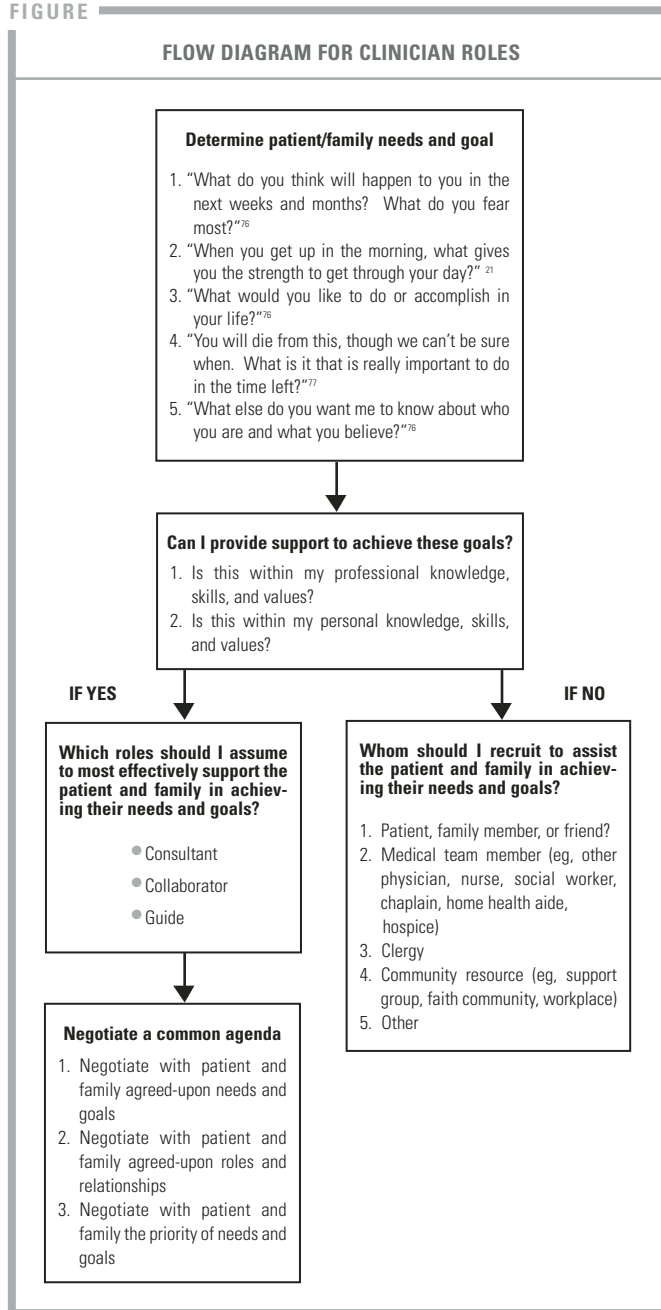 FIGURE
FLOW DIAGRAM FOR CLINICIAN ROLES
Determine patient/family needs and goal
1. “What do you think will happen to you in the
next weeks and months? What do you fear
most?”76
2. “When you get up in the morning, what gives
you the strength to get through your day?” 21
3. “What would you like to do or accomplish in
your life?”76
4. “You will die from this, though we can’t be sure
when. What is it that is really important to do
in the time left?”77
5. “What else do you want me to know about who
you are and what you believe?”76
Can I provide support to achieve these goals?
1. Is this within my professional knowledge,
skills, and values?
2. Is this within my personal knowledge, skills,
and values?
IF YES
IF NO
Which roles should I assume
to most effectively support the
patient and family in achiev-
ing their needs and goals?
• Consultant
• Collaborator
• Guide
Whom should I recruit to assist
the patient and family in achiev-
ing their needs and goals?
1. Patient, family member, or friend?
2. Medical team member (eg, other
physician, nurse, social worker,
chaplain, home health aide,
hospice)
3. Clergy
4. Community resource (eg, support
group, faith community, workplace)
5. Other
Negotiate a common agenda
1. Negotiate with patient and
family agreed-upon needs and
goals
2. Negotiate with patient and
family agreed-upon roles and
relationships
3. Negotiate with patient and
family the priority of needs and
goals